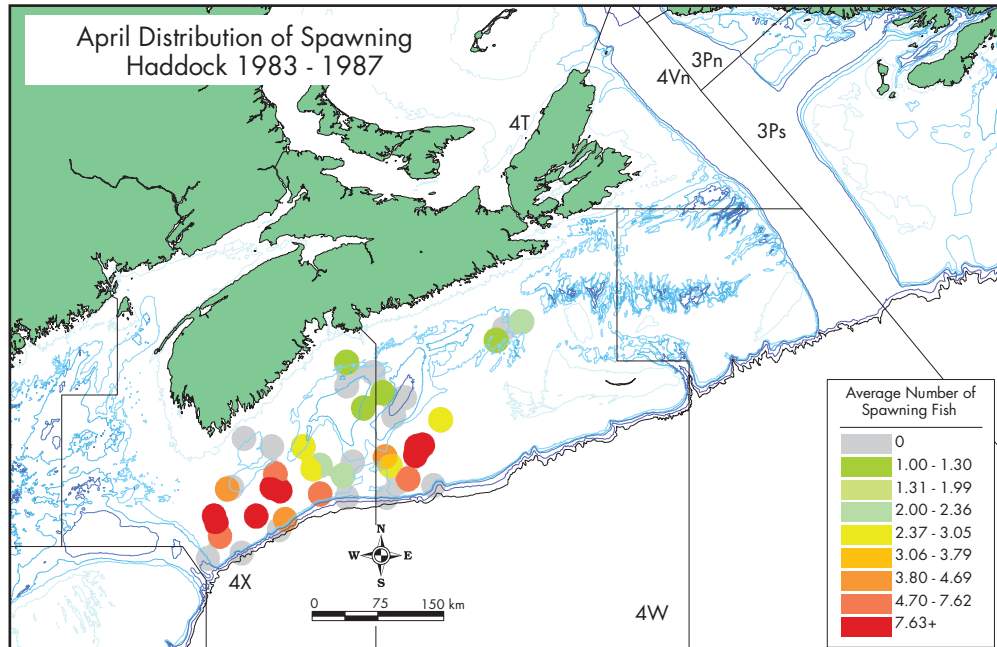 April Distribution of Spawning
Haddock 1983 - 1987
3Pn
4Vn
4T
3Ps
Average Number of
Spawning Fish
0
1.00 - 1.30
1.31 - 1.99
2.00 - 2.36
2.37 - 3.05
3.06 - 3.79
3.80 - 4.69
4.70 - 7.62
7.63+
N
W E
S
4X
0 75 150 km
4W